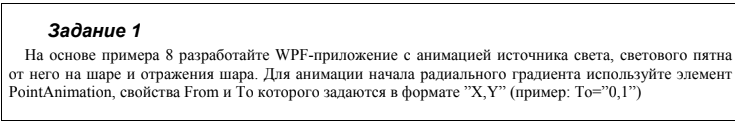 Задание 1
На основе примера 8 разработайте WPF-приложение с анимацией источника света, светового пятна
от него на шаре и отражения шара. Для анимации начала радиального градиента используйте элемент
PointAnimation, свойства From и To которого задаются в формате ”X,Y” (пример: To=”0,1”)